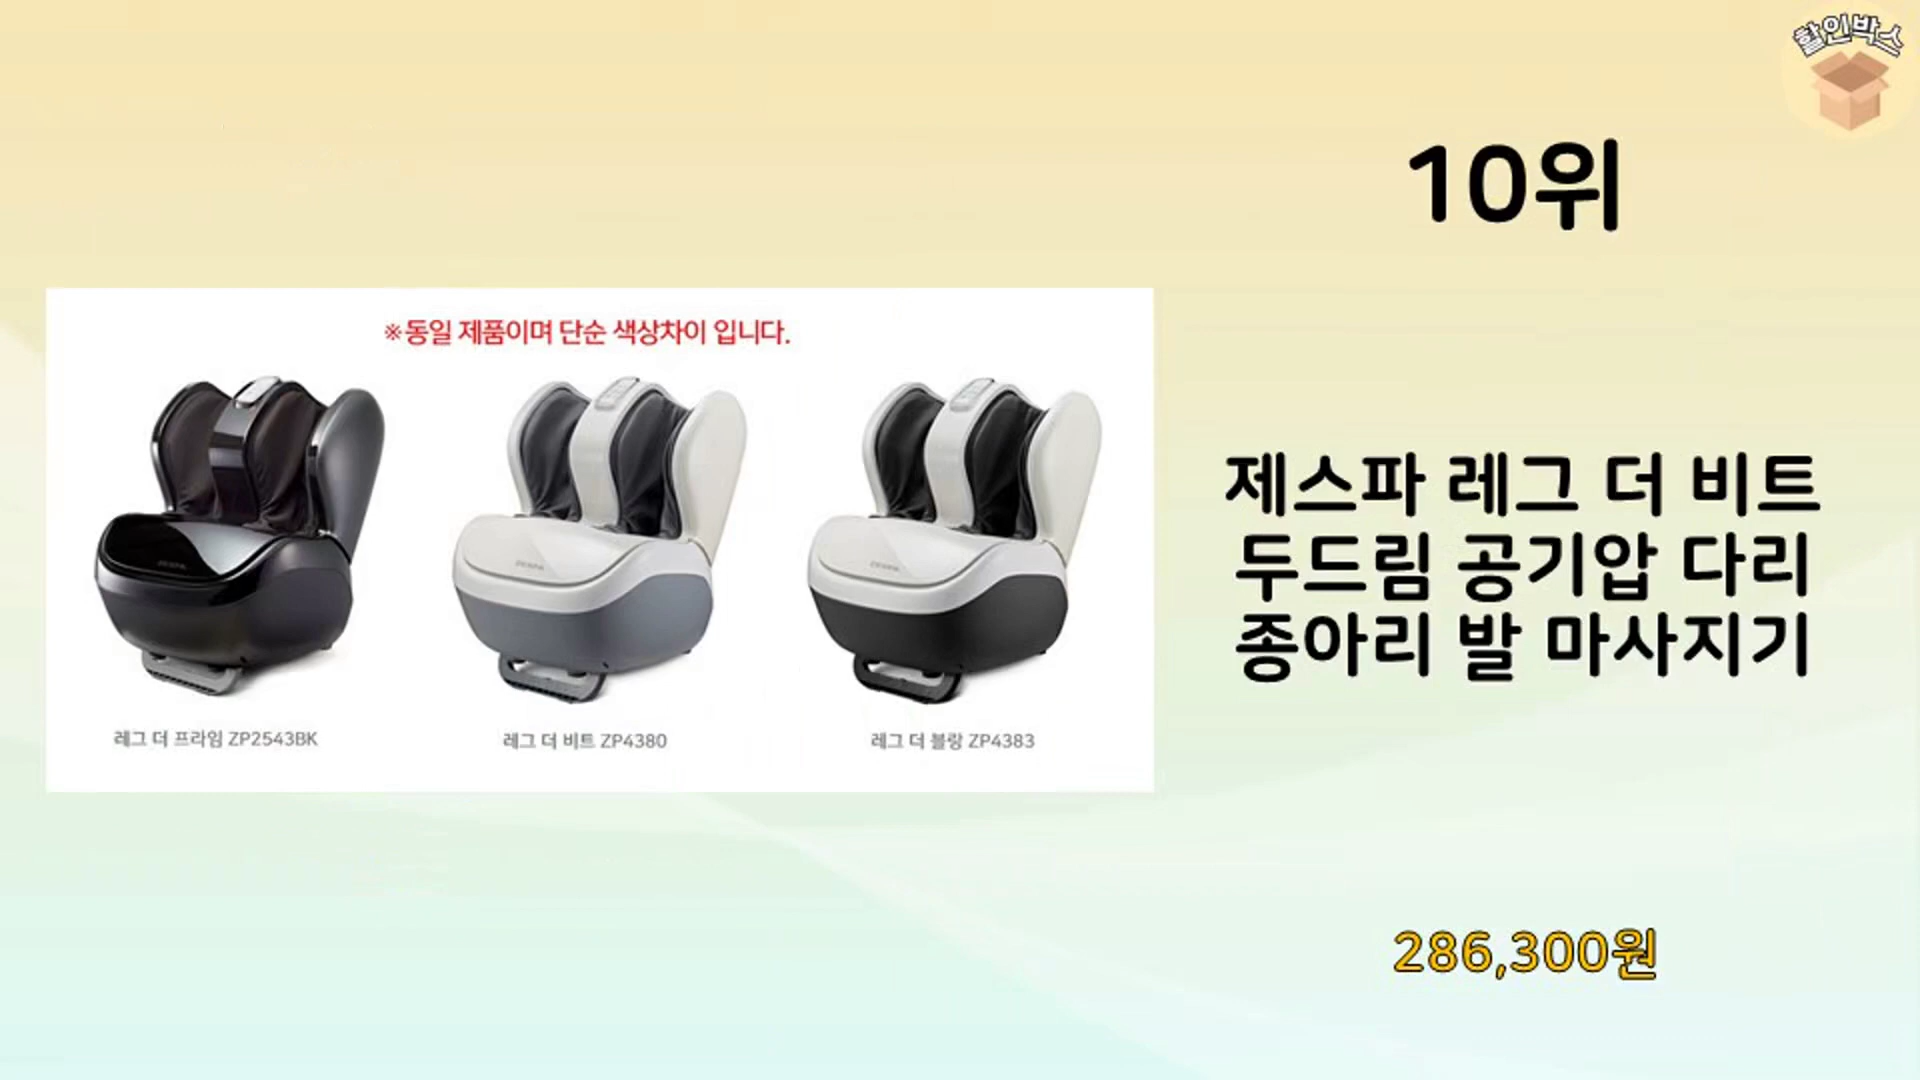 할인박스
10위
※동일 제품이며 단순 색상차이 입니다.
레그 더 프라임 ZP2543BK
레그 더 비트 ZP4380
레그 더 블랑 ZP4383
제스파 레그 더 비트
두드림 공기압 다리
종아리 발 마사지기
286,300원